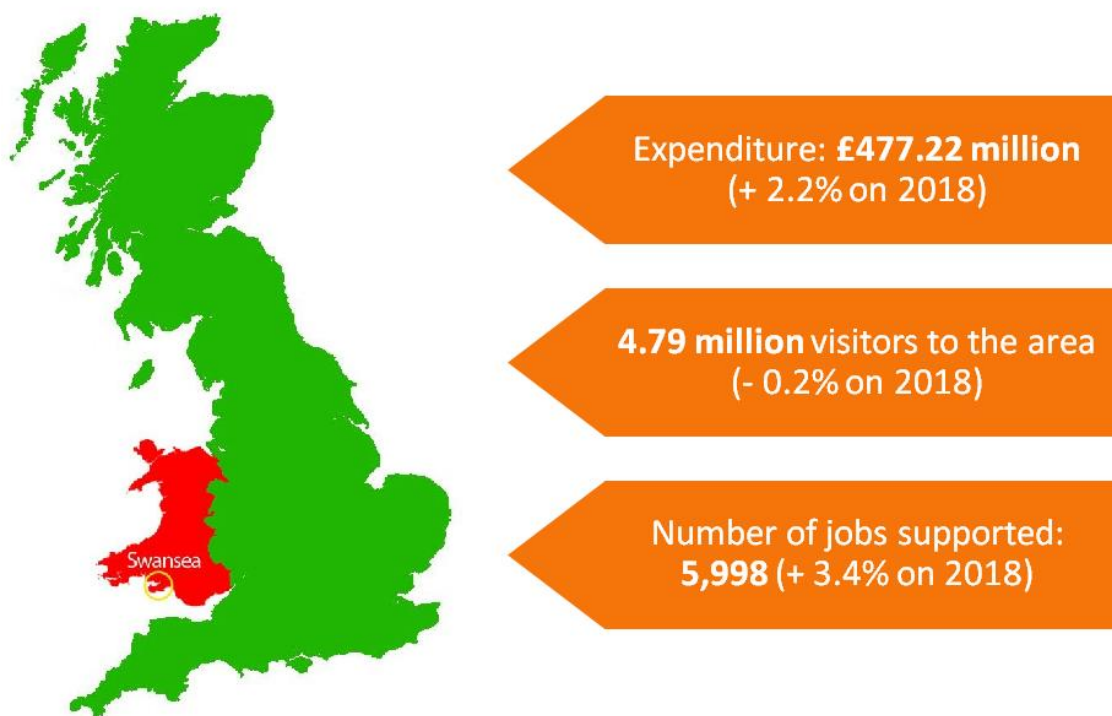 Expenditure: £477.22 million
(+ 2.2% on 2018)
4.79 million visitors to the area
(- 0.2% on 2018)
Number of jobs supported:
5,998 (+ 3.4% on 2018)
Swansea